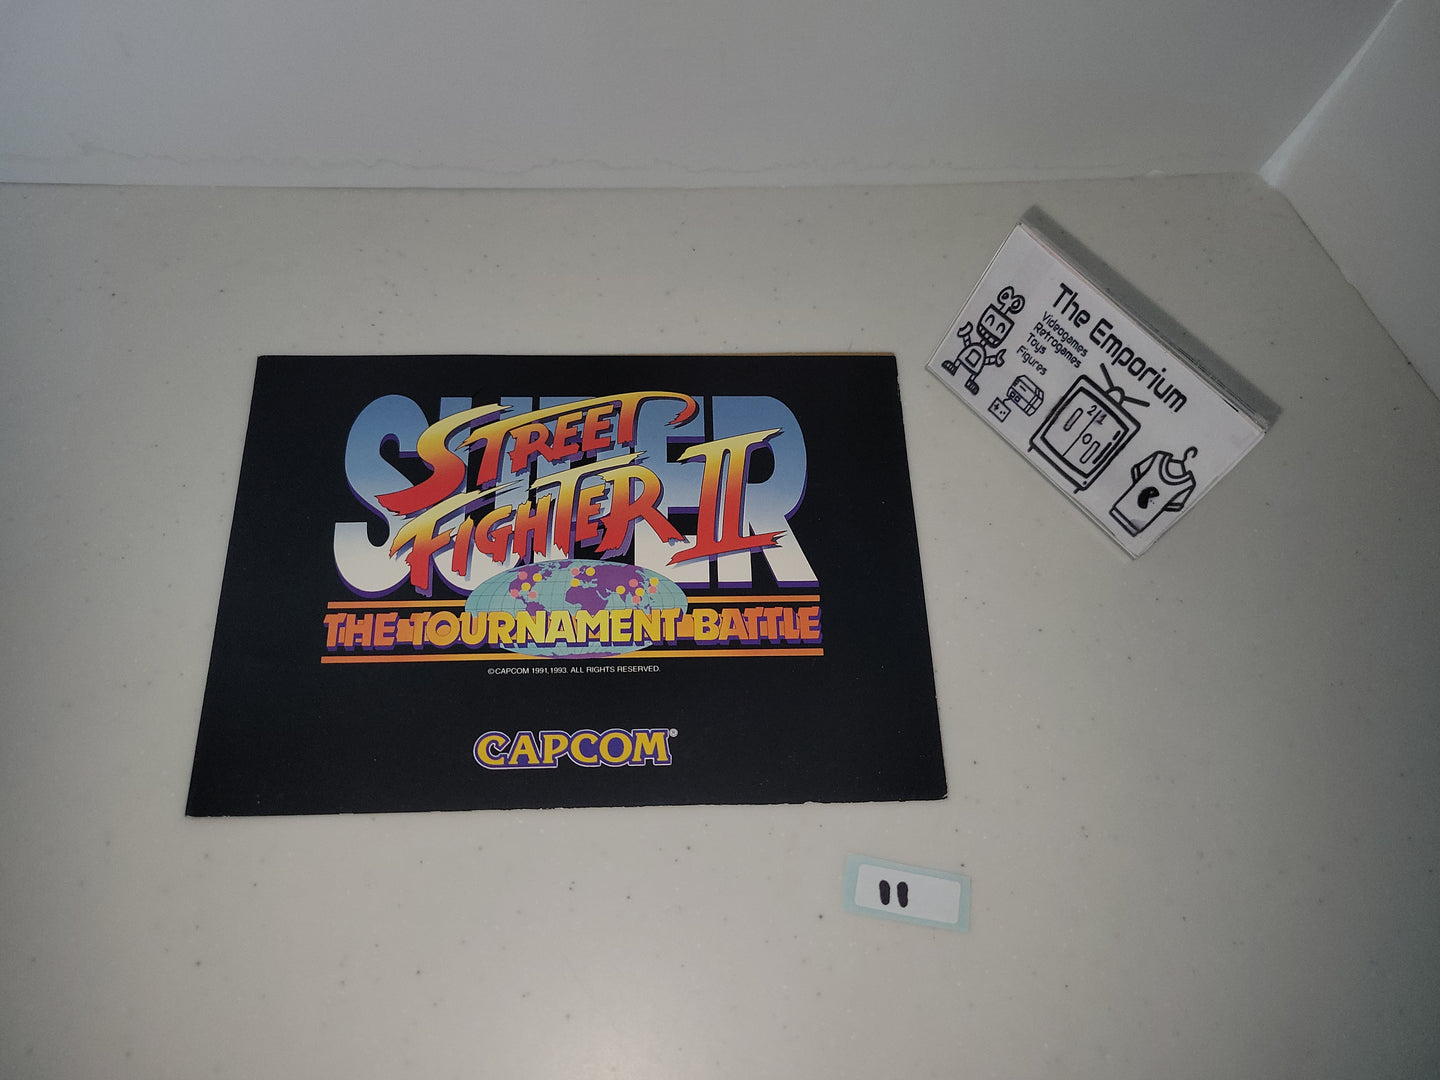 SUPER
STREET
FIGHTER II
THE TOURNAMENT BATTLE
©CAPCOM 1991,1993. ALL RIGHTS RESERVED.
CAPCOM®
The Emporium
Videogames
Retrogames
Toys
Figures
11